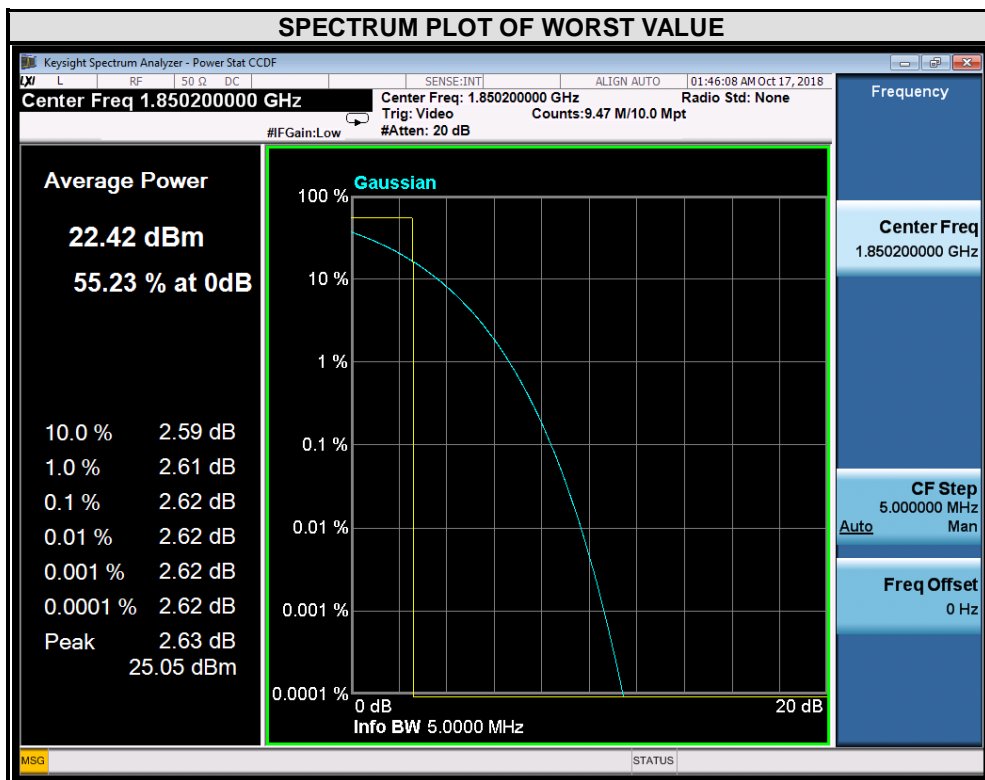 SPECTRUM PLOT OF WORST VALUE
Keysight Spectrum Analyzer - Power Stat CCDF
LXI L RF 50 Ω DC SENSE:INT ALIGN AUTO 01:46:08 AM Oct 17, 2018
Center Freq 1.850200000 GHz
Center Freq: 1.850200000 GHz Radio Std: None
Trig: Video Counts:9.47 M/10.0 Mpt
#IFGain:Low #Atten: 20 dB
Frequency
Average Power
22.42 dBm
55.23 % at 0dB
10.0 % 2.59 dB
1.0 % 2.61 dB
0.1 % 2.62 dB
0.01 % 2.62 dB
0.001 % 2.62 dB
0.0001 % 2.62 dB
Peak 2.63 dB
25.05 dBm
Gaussian
100 %
10 %
1 %
0.1 %
0.01 %
0.001 %
0.0001 %
0 dB 20 dB
Info BW 5.0000 MHz
Center Freq
1.850200000 GHz
CF Step
5.000000 MHz
Auto Man
Freq Offset
0 Hz
MSG STATUS